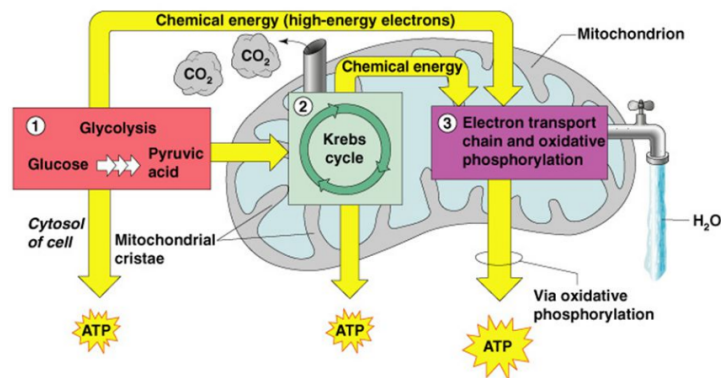 Chemical energy (high-energy electrons)
CO₂
CO₂
Mitochondrion
Chemical energy
1
Glycolysis
Glucose
Pyruvic
acid
2
Krebs
cycle
3 Electron transport
chain and oxidative
phosphorylation
Cytosol
of cell
Mitochondrial
cristae
H₂O
Via oxidative
phosphorylation
ATP
ATP
ATP